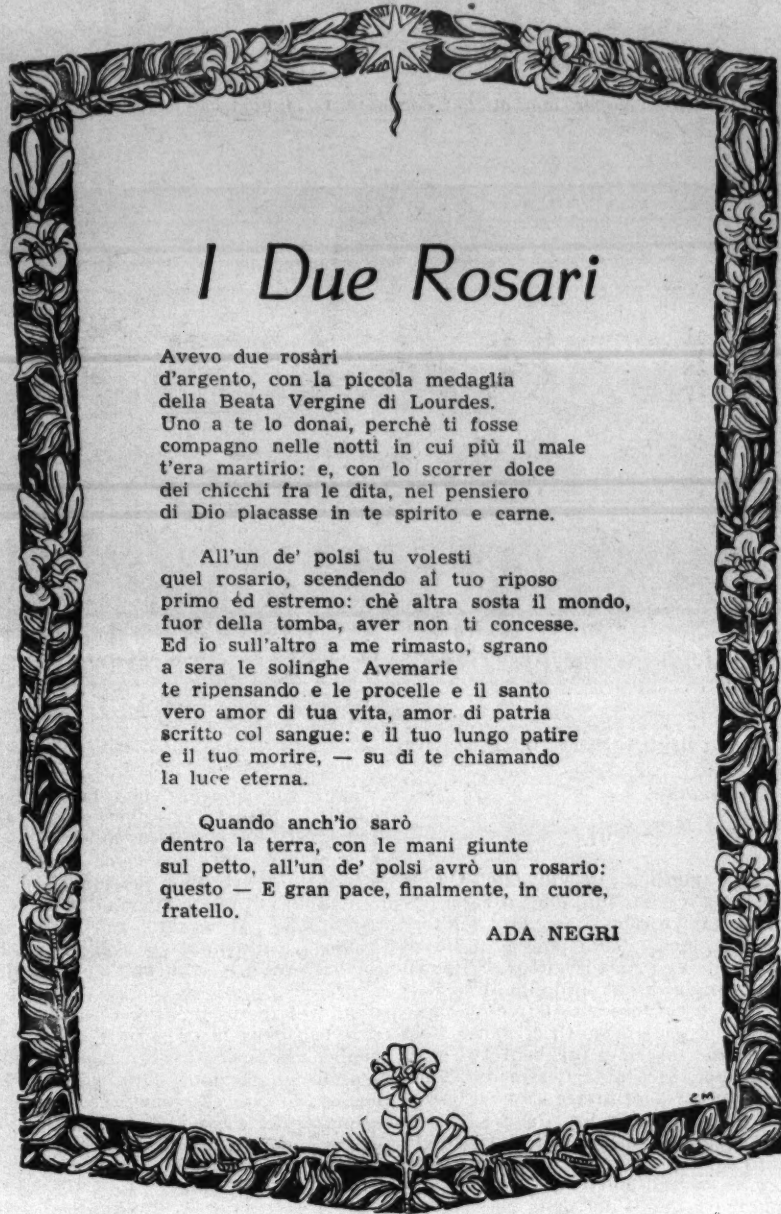 I Due Rosari
Avevo due rosàri
d'argento, con la piccola medaglia
della Beata Vergine di Lourdes.
Uno a te lo donai, perchè ti fosse
compagno nelle notti in cui più il male
t'era martirio: e, con lo scorrer dolce
dei chicchi fra le dita, nel pensiero
di Dio placasse in te spirito e carne.
All'un de' polsi tu volesti
quel rosario, scendendo al tuo riposo
primo éd estremo: chè altra sosta il mondo,
fuor della tomba, aver non ti concesse.
Ed io sull'altro a me rimasto, sgrano
a sera le solinghe Avemarie
te ripensando e le procelle e il santo
vero amor di tua vita, amor di patria
scritto col sangue: e il tuo lungo patire
e il tuo morire, — su di te chiamando
la luce eterna.
Quando anch'io sarò
dentro la terra, con le mani giunte
sul petto, all'un de' polsi avrò un rosario:
questo — E gran pace, finalmente, in cuore,
fratello.
ADA NEGRI
CM